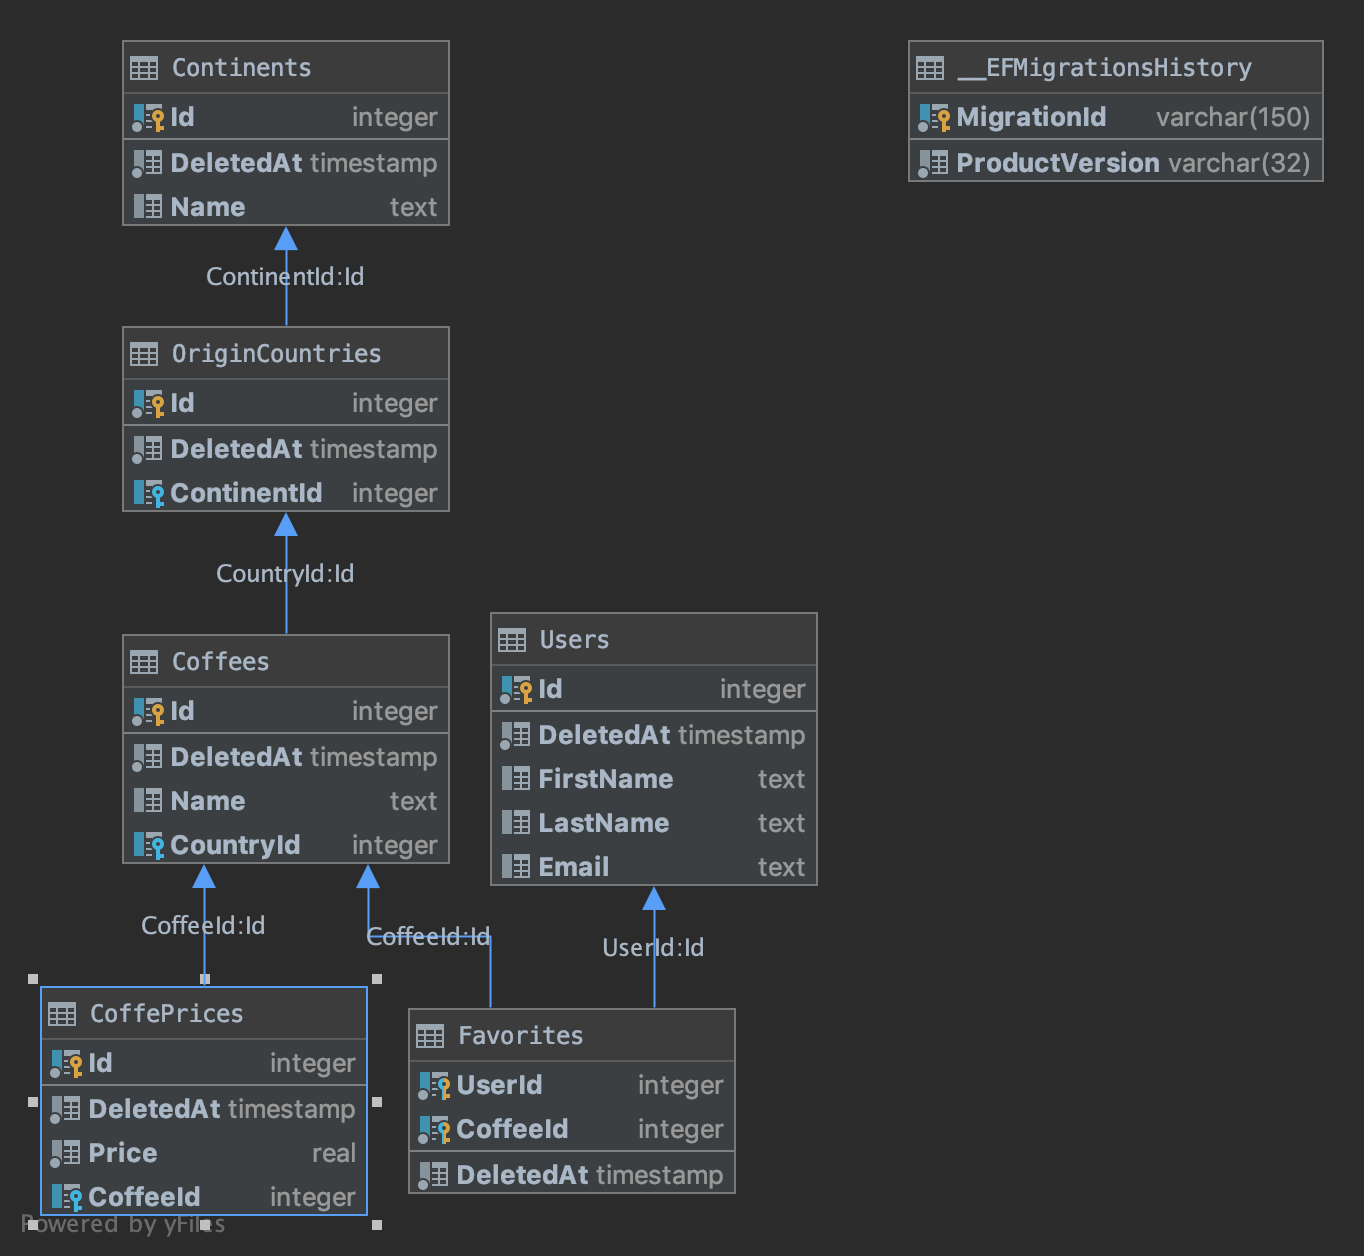 Continents
Id integer
DeletedAt timestamp
Name text
ContinentId:Id
OriginCountries
Id integer
DeletedAt timestamp
ContinentId integer
CountryId:Id
Coffees
Id integer
DeletedAt timestamp
Name text
CountryId integer
CoffeeId:Id
CoffePrices
Id integer
DeletedAt timestamp
Price real
CoffeeId integer
Users
Id integer
DeletedAt timestamp
FirstName text
LastName text
Email text
CoffeeId:Id
UserId:Id
Favorites
UserId integer
CoffeeId integer
DeletedAt timestamp
__EFMigrationsHistory
MigrationId varchar(150)
ProductVersion varchar(32)
Powered by yFiles